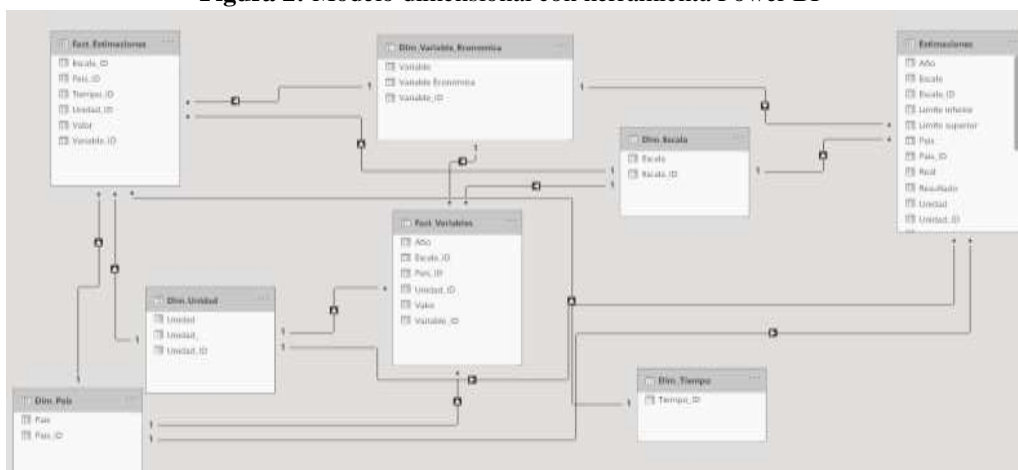 Figura 2. Modelo dimensional con herramienta Power BI
Fact_Estimaciones
Escala_ID
Pais_ID
Tiempo_ID
Unidad_ID
Valor
Variable_ID
Dim_Variable_Economica
Variable
Variable Economica
Variable_ID
Estimaciones
Año
Escala
Escala_ID
Limite inferior
Limite superior
Pais
Pais_ID
Real
Resultado
Unidad
Unidad_ID
Dim_Escala
Escala
Escala_ID
Fact_Variables
Año
Escala_ID
Pais_ID
Unidad_ID
Valor
Variable_ID
Dim_Unidad
Unidad
Unidad_
Unidad_ID
Dim_Pais
Pais
Pais_ID
Dim_Tiempo
Tiempo_ID